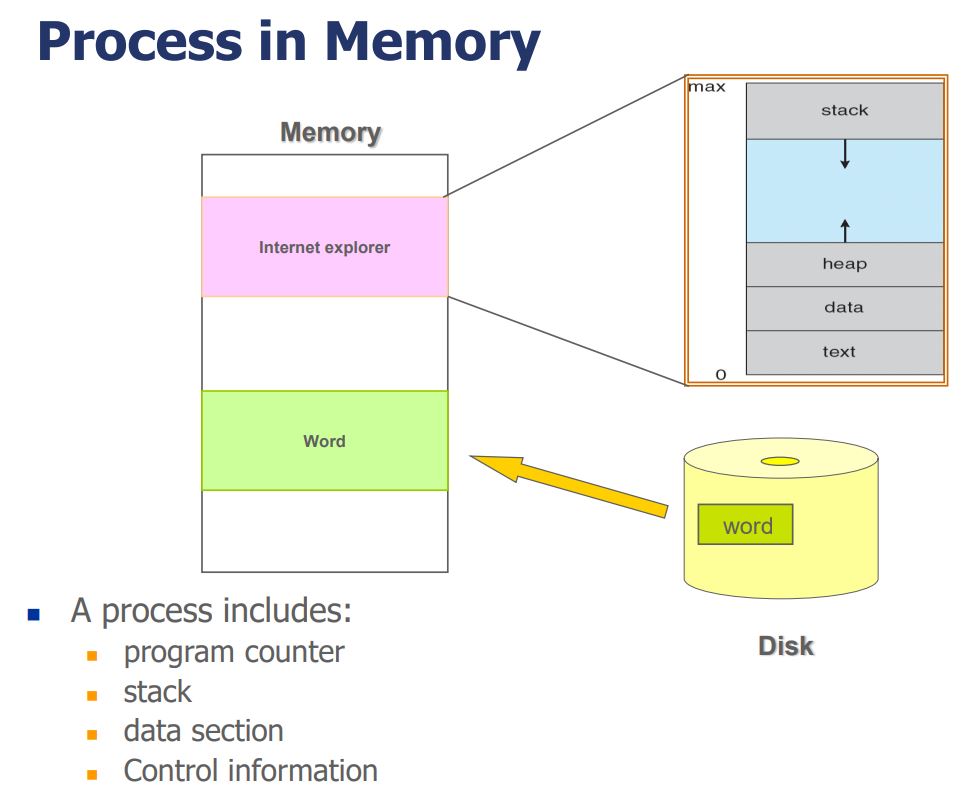 Process in Memory
Memory
Internet explorer
Word
max
stack
heap
data
text
0
word
Disk
A process includes:
program counter
stack
data section
Control information